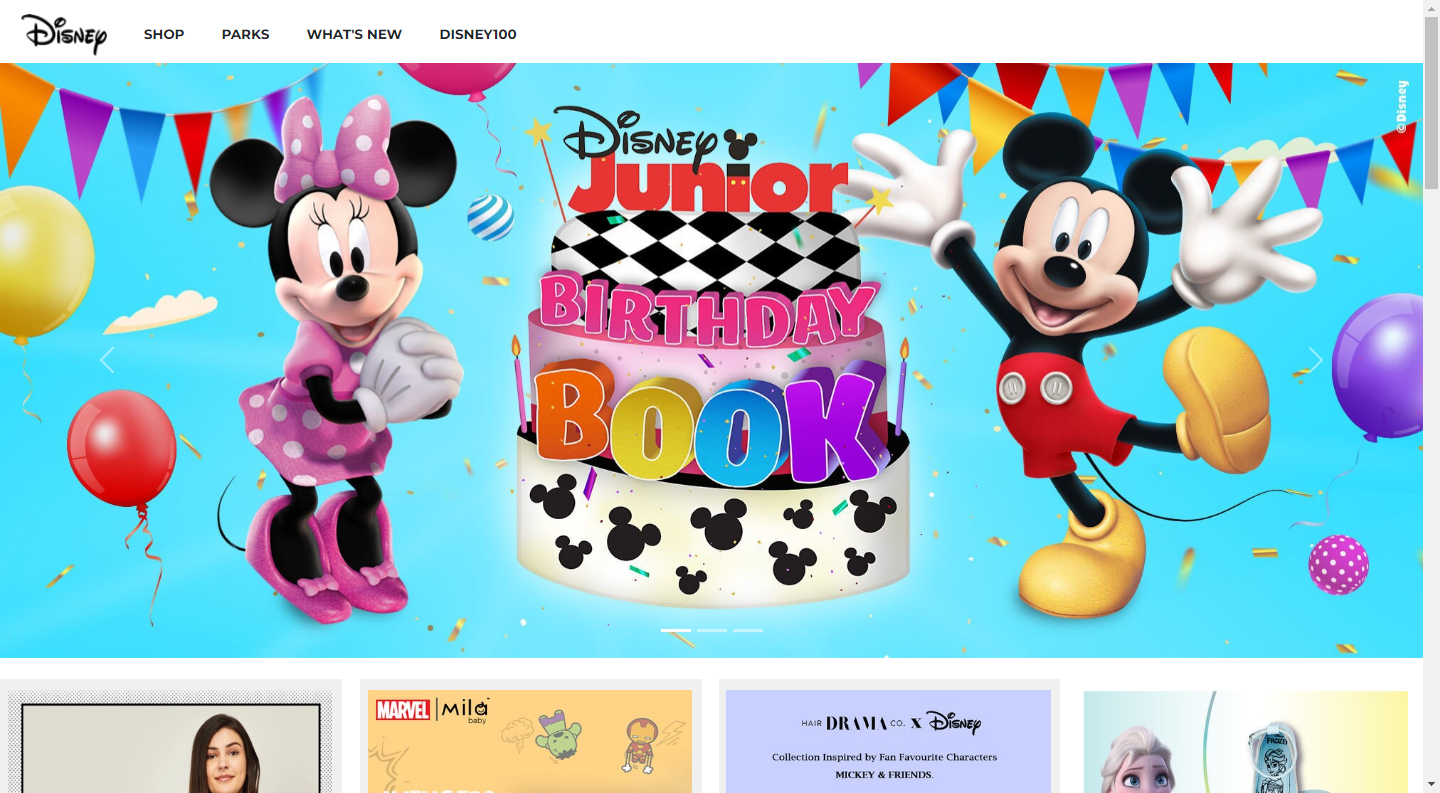 Disney
SHOP
PARKS
WHAT'S NEW
DISNEY100
©Disney
Disney
Junior
BIRTHDAY
BOOK
MARVEL
Mila
baby
HAIR DRAMA CO. X Disney
Collection Inspired by Fan Favourite Characters
MICKEY & FRIENDS.
FROZEN